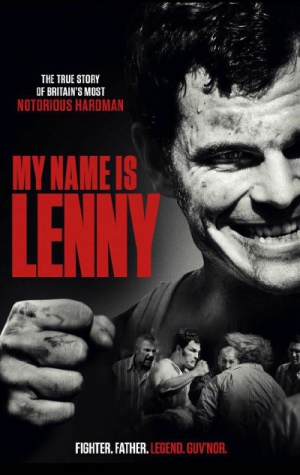 THE TRUE STORY
OF BRITAIN'S MOST
NOTORIOUS HARDMAN
MY NAME IS
LENNY
FIGHTER. FATHER. LEGEND. GUV'NOR.